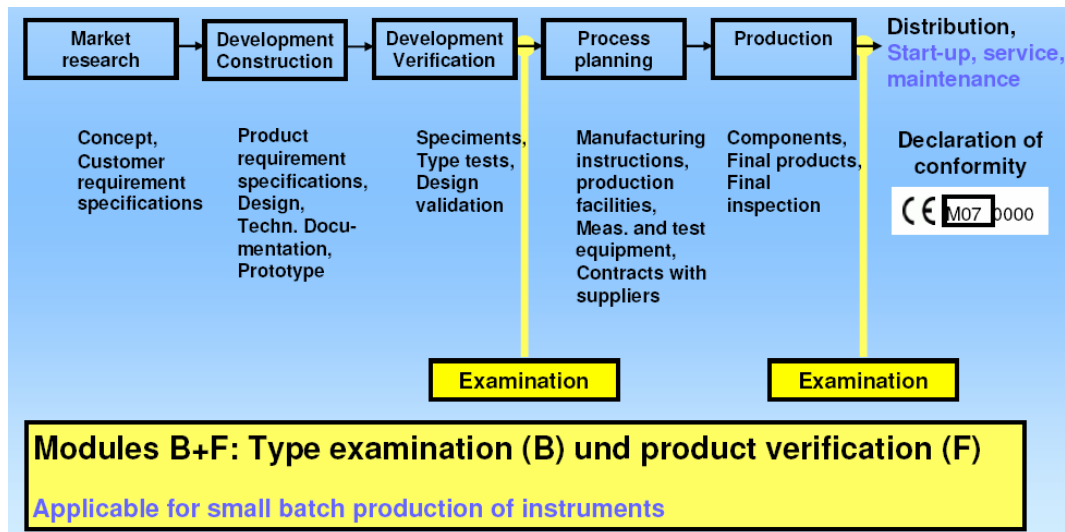 Market
research
Development
Construction
Development
Verification
Process
planning
Production
Distribution,
Start-up, service,
maintenance
Concept,
Customer
requirement
specifications
Product
requirement
specifications,
Design,
Techn. Docu-
mentation,
Prototype
Speciments,
Type tests,
Design
validation
Manufacturing
instructions,
production
facilities,
Meas. and test
equipment,
Contracts with
suppliers
Components,
Final products,
Final
inspection
Declaration of
conformity
CE M07 0000
Examination
Examination
Modules B+F: Type examination (B) und product verification (F)
Applicable for small batch production of instruments